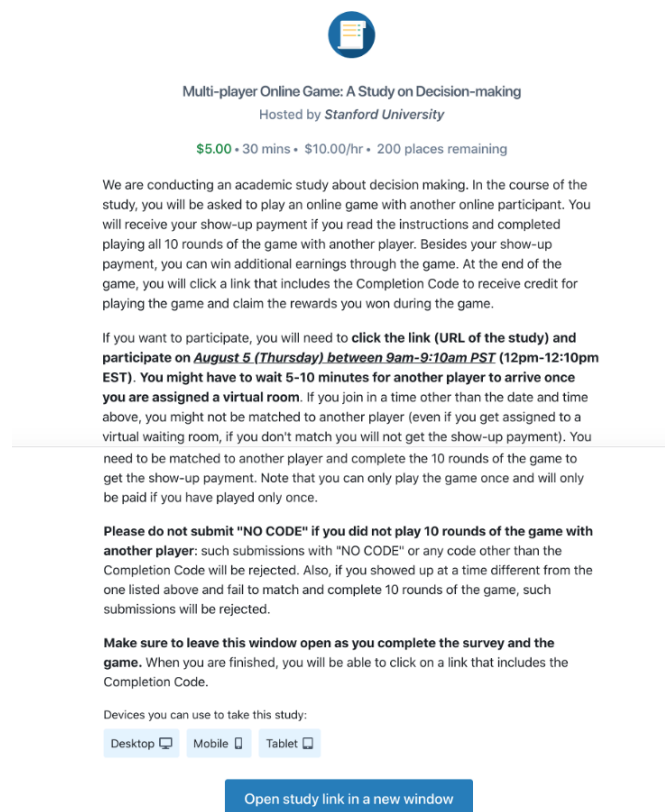 Multi-player Online Game: A Study on Decision-making
Hosted by Stanford University
$5.00 • 30 mins • $10.00/hr • 200 places remaining
We are conducting an academic study about decision making. In the course of the
study, you will be asked to play an online game with another online participant. You
will receive your show-up payment if you read the instructions and completed
playing all 10 rounds of the game with another player. Besides your show-up
payment, you can win additional earnings through the game. At the end of the
game, you will click a link that includes the Completion Code to receive credit for
playing the game and claim the rewards you won during the game.
If you want to participate, you will need to click the link (URL of the study) and
participate on August 5 (Thursday) between 9am-9:10am PST (12pm-12:10pm
EST). You might have to wait 5-10 minutes for another player to arrive once
you are assigned a virtual room. If you join in a time other than the date and time
above, you might not be matched to another player (even if you get assigned to a
virtual waiting room, if you don't match you will not get the show-up payment). You
need to be matched to another player and complete the 10 rounds of the game to
get the show-up payment. Note that you can only play the game once and will only
be paid if you have played only once.
Please do not submit "NO CODE" if you did not play 10 rounds of the game with
another player: such submissions with "NO CODE" or any code other than the
Completion Code will be rejected. Also, if you showed up at a time different from the
one listed above and fail to match and complete 10 rounds of the game, such
submissions will be rejected.
Make sure to leave this window open as you complete the survey and the
game. When you are finished, you will be able to click on a link that includes the
Completion Code.
Devices you can use to take this study:
Desktop Mobile Tablet
Open study link in a new window